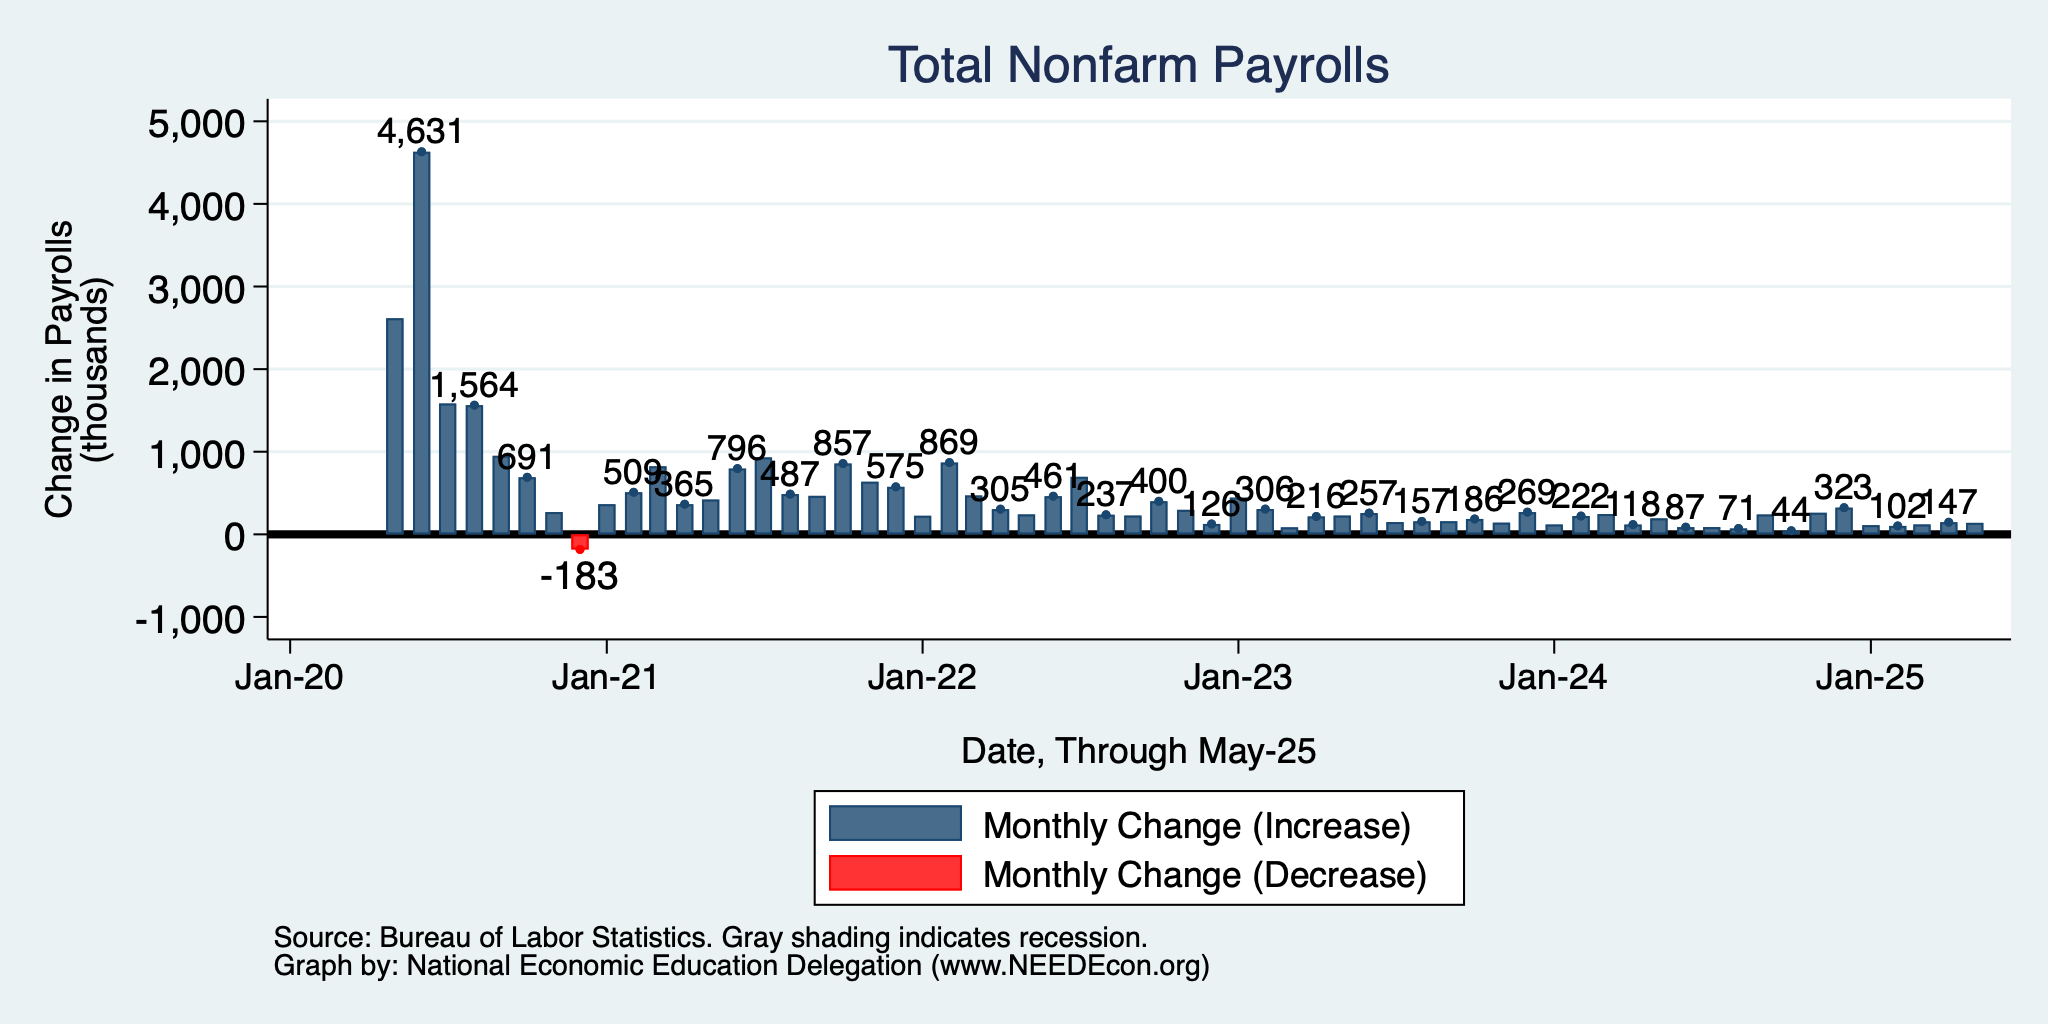 Total Nonfarm Payrolls
Change in Payrolls
(thousands)
5,000
4,000
3,000
2,000
1,000
0
-1,000
4,631
1,564
691
-183
509
365
796
487
857
575
869
305
461
237
400
126
306
216
257
157
186
269
222
118
87
71
44
323
102
147
Jan-20
Jan-21
Jan-22
Jan-23
Jan-24
Jan-25
Date, Through May-25
Monthly Change (Increase)
Monthly Change (Decrease)
Source: Bureau of Labor Statistics. Gray shading indicates recession.
Graph by: National Economic Education Delegation (www.NEEDEcon.org)